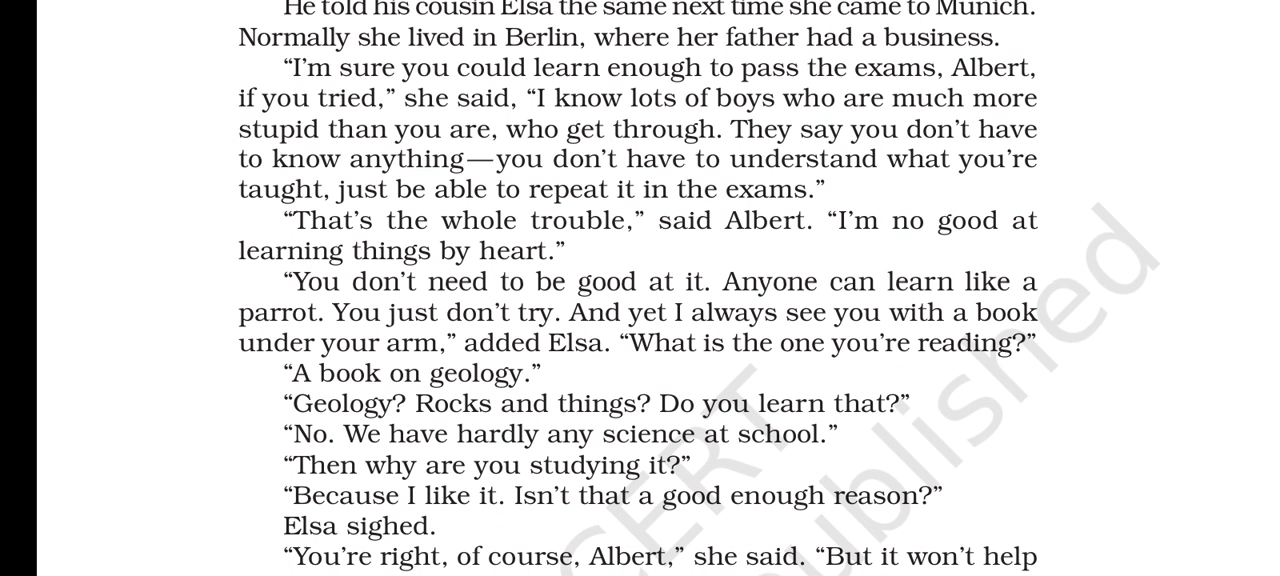 He told his cousin Elsa the same next time she came to Munich.
Normally she lived in Berlin, where her father had a business.
“I’m sure you could learn enough to pass the exams, Albert,
if you tried,” she said, “I know lots of boys who are much more
stupid than you are, who get through. They say you don’t have
to know anything—you don’t have to understand what you’re
taught, just be able to repeat it in the exams.”
“That’s the whole trouble,” said Albert. “I’m no good at
learning things by heart.”
“You don’t need to be good at it. Anyone can learn like a
parrot. You just don’t try. And yet I always see you with a book
under your arm,” added Elsa. “What is the one you’re reading?”
“A book on geology.”
“Geology? Rocks and things? Do you learn that?”
“No. We have hardly any science at school.”
“Then why are you studying it?”
“Because I like it. Isn’t that a good enough reason?”
Elsa sighed.
“You’re right, of course, Albert,” she said. “But it won’t help